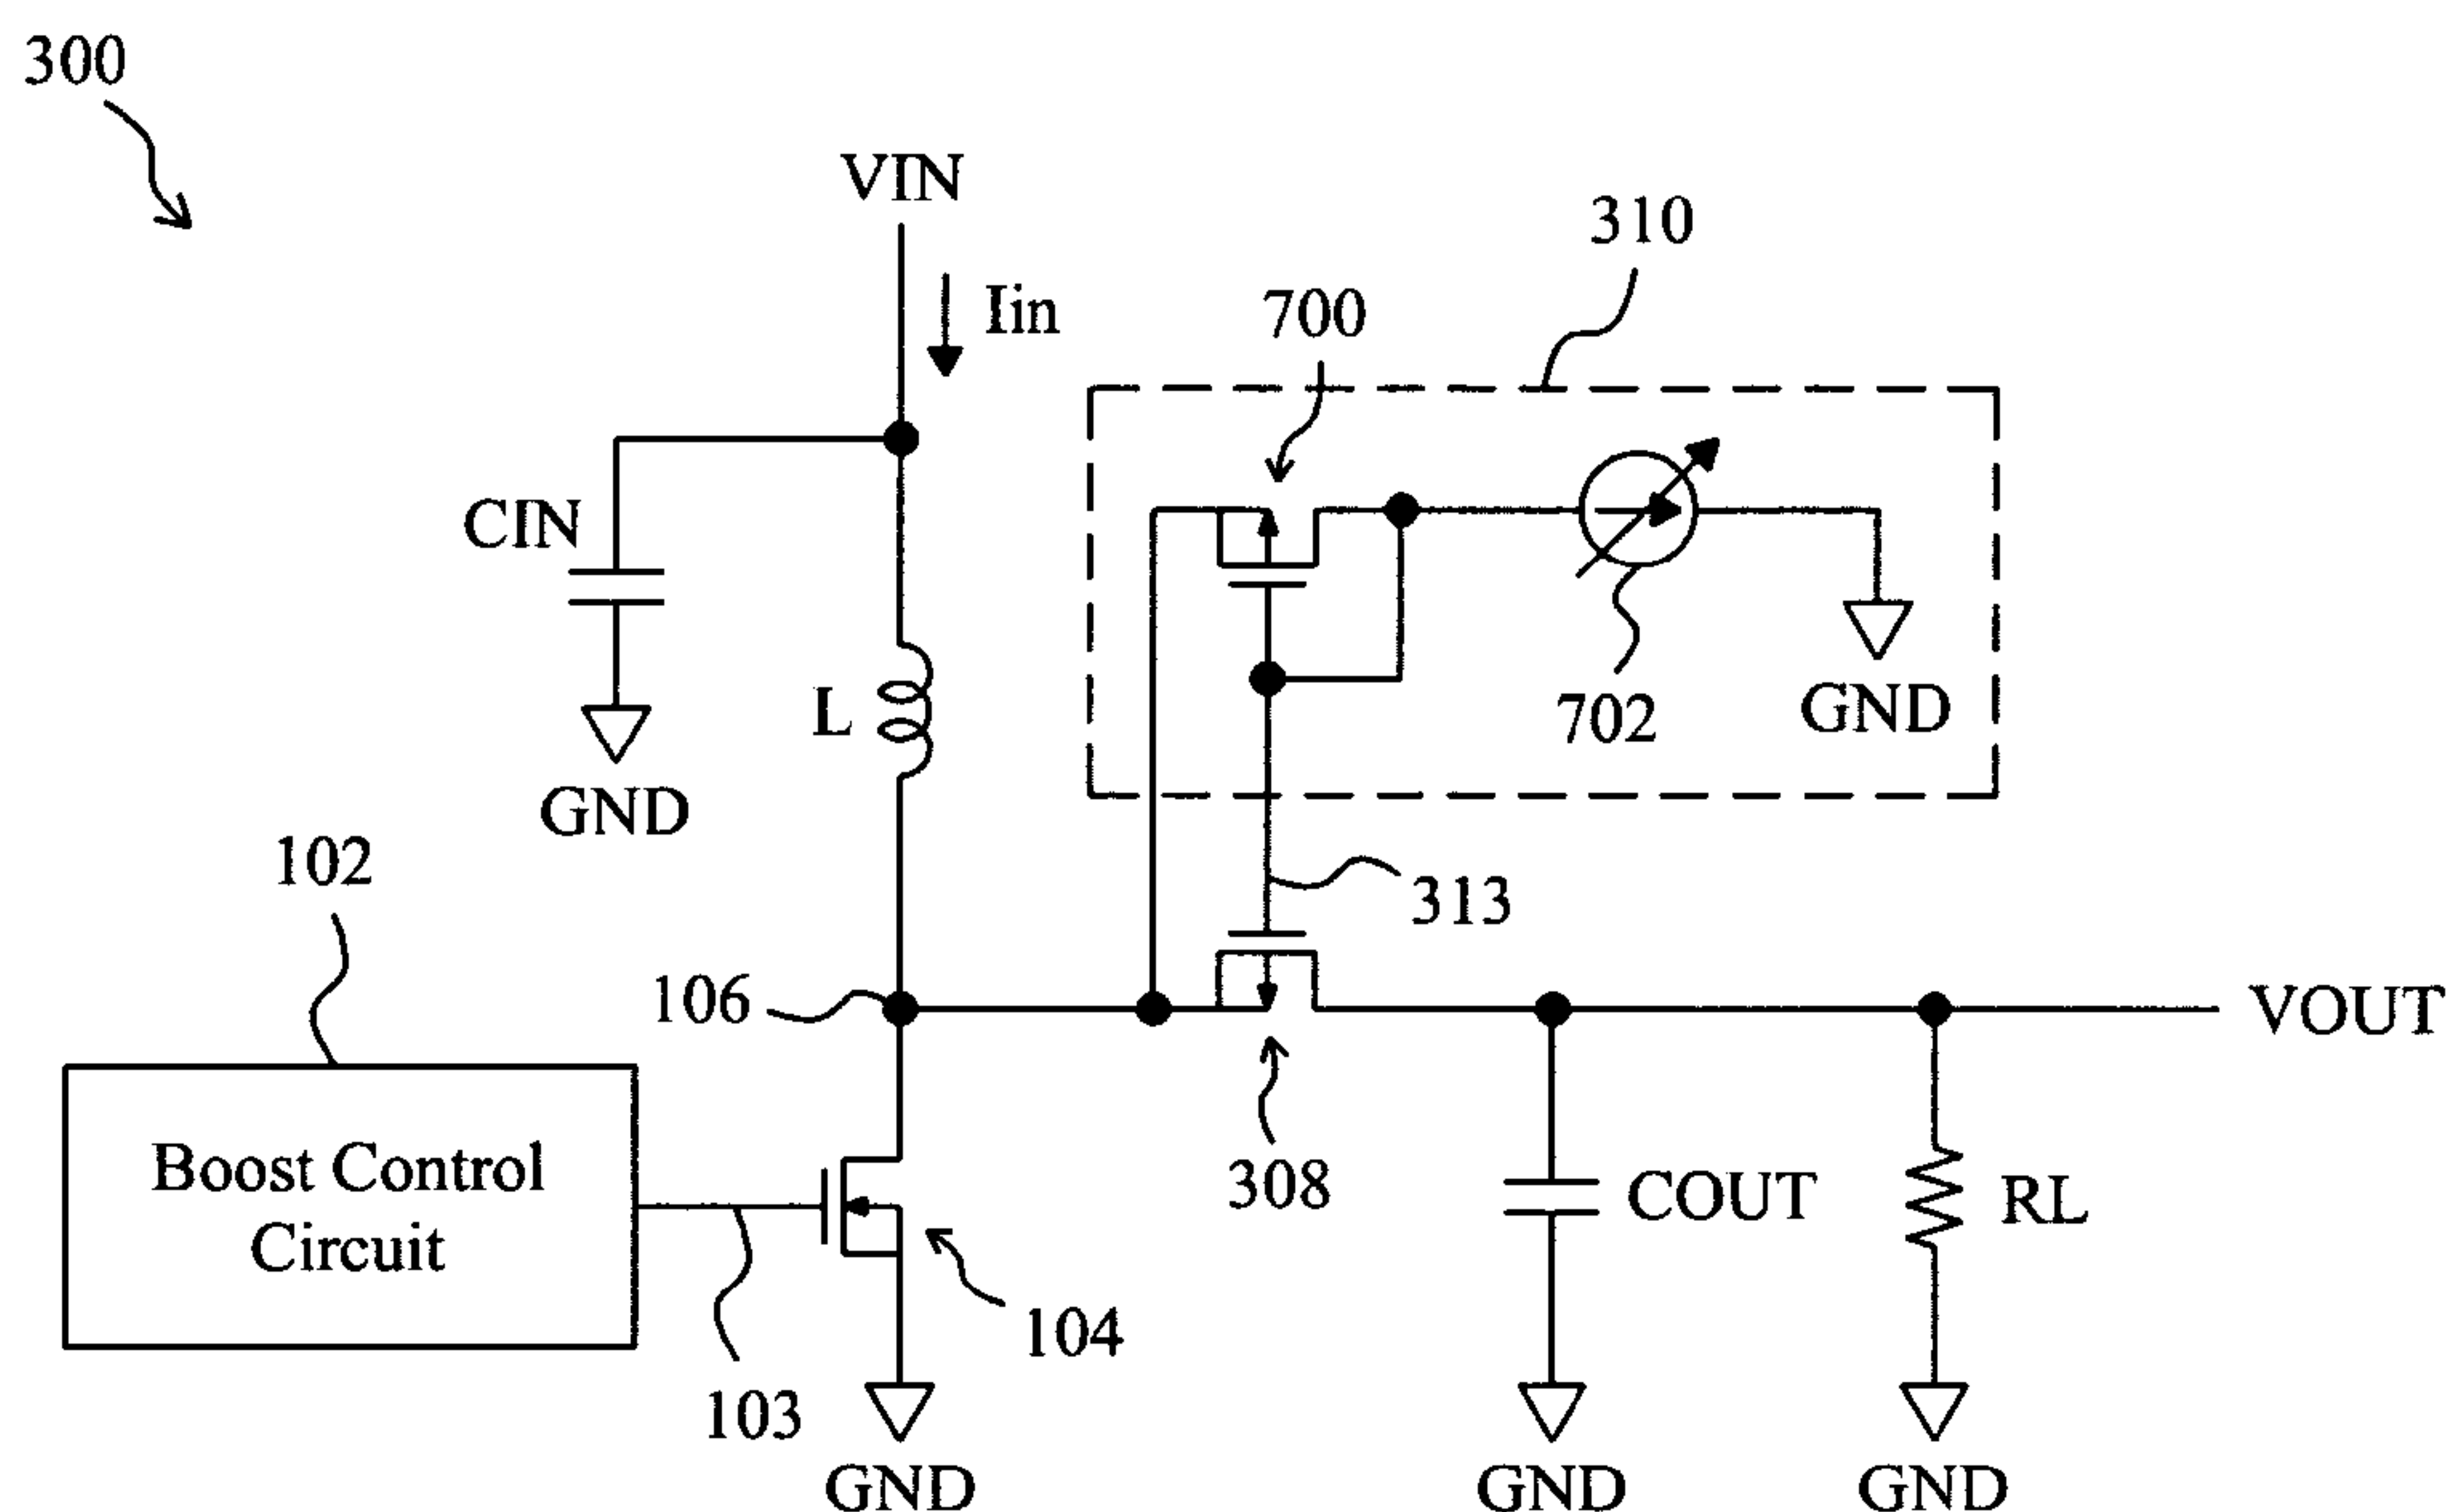 300
VIN
310
Iin
700
CIN
L
702
GND
GND
102
313
106
VOUT
Boost Control
Circuit
308
COUT
RL
104
103
GND
GND
GND